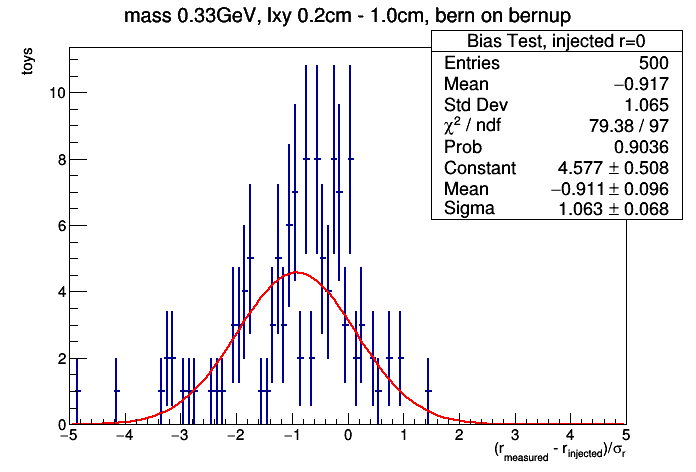 mass 0.33GeV, lxy 0.2cm - 1.0cm, bern on bernup
Bias Test, injected r=0
Entries 500
Mean −0.917
Std Dev 1.065
χ² / ndf 79.38 / 97
Prob 0.9036
Constant 4.577 ± 0.508
Mean −0.911 ± 0.096
Sigma 1.063 ± 0.068
toys
10
8
6
4
2
0
−5 −4 −3 −2 −1 0 1 2 3 4 5
(r_measured - r_injected)/σ_r